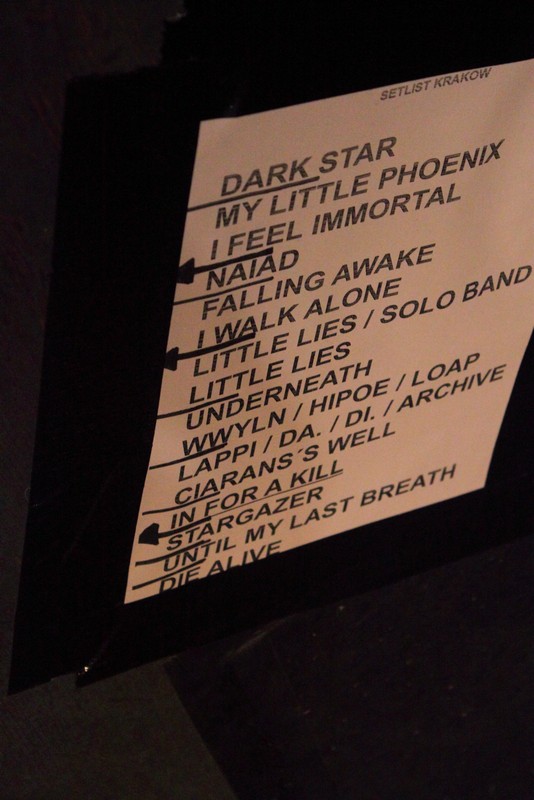 SETLIST KRAKOW
DARK STAR
MY LITTLE PHOENIX
I FEEL IMMORTAL
NAIAD
FALLING AWAKE
I WALK ALONE
LITTLE LIES / SOLO BAND
LITTLE LIES
UNDERNEATH
WWYLN / HIPOE / LOAP
LAPPI / DA. / DI. / ARCHIVE
CIARANS´S WELL
IN FOR A KILL
STARGAZER
UNTIL MY LAST BREATH
DIE ALIVE